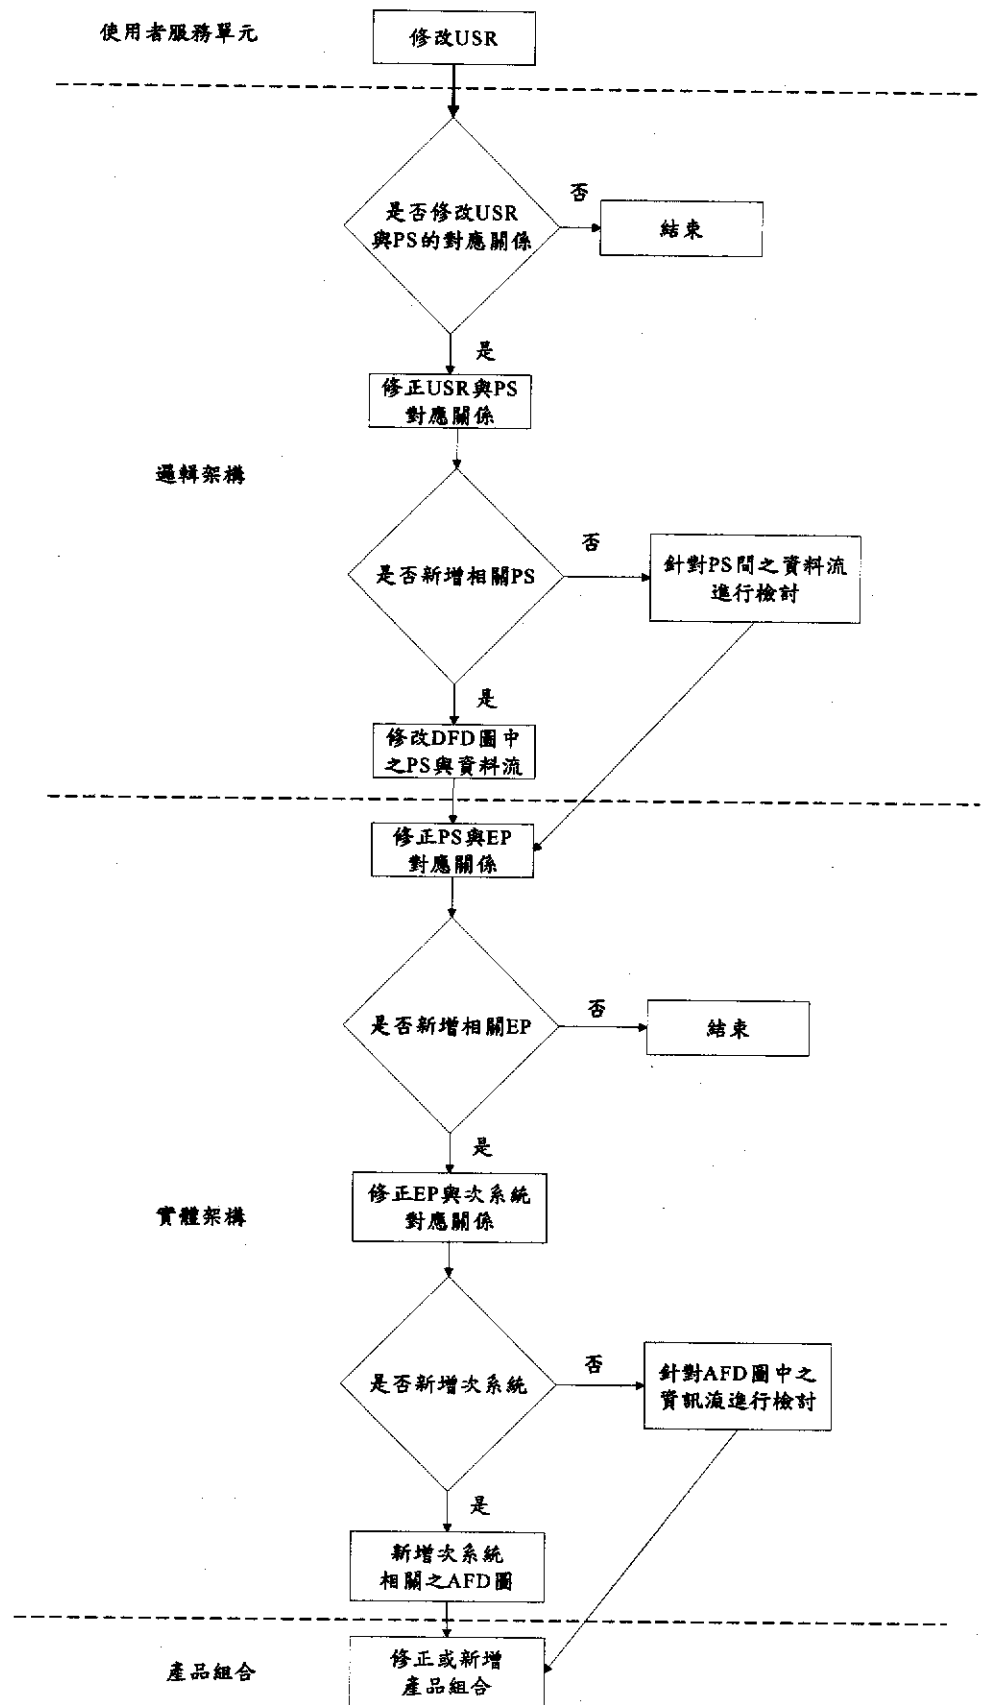 使用者服務單元
修改USR
是否修改USR
與PS的對應關係
否
結束
是
修正USR與PS
對應關係
邏輯架構
是否新增相關PS
否
針對PS間之資料流
進行檢討
是
修改DFD圖中
之PS與資料流
修正PS與EP
對應關係
是否新增相關EP
否
結束
是
修正EP與次系統
對應關係
實體架構
是否新增次系統
否
針對AFD圖中之
資訊流進行檢討
是
新增次系統
相關之AFD圖
產品組合
修正或新增
產品組合